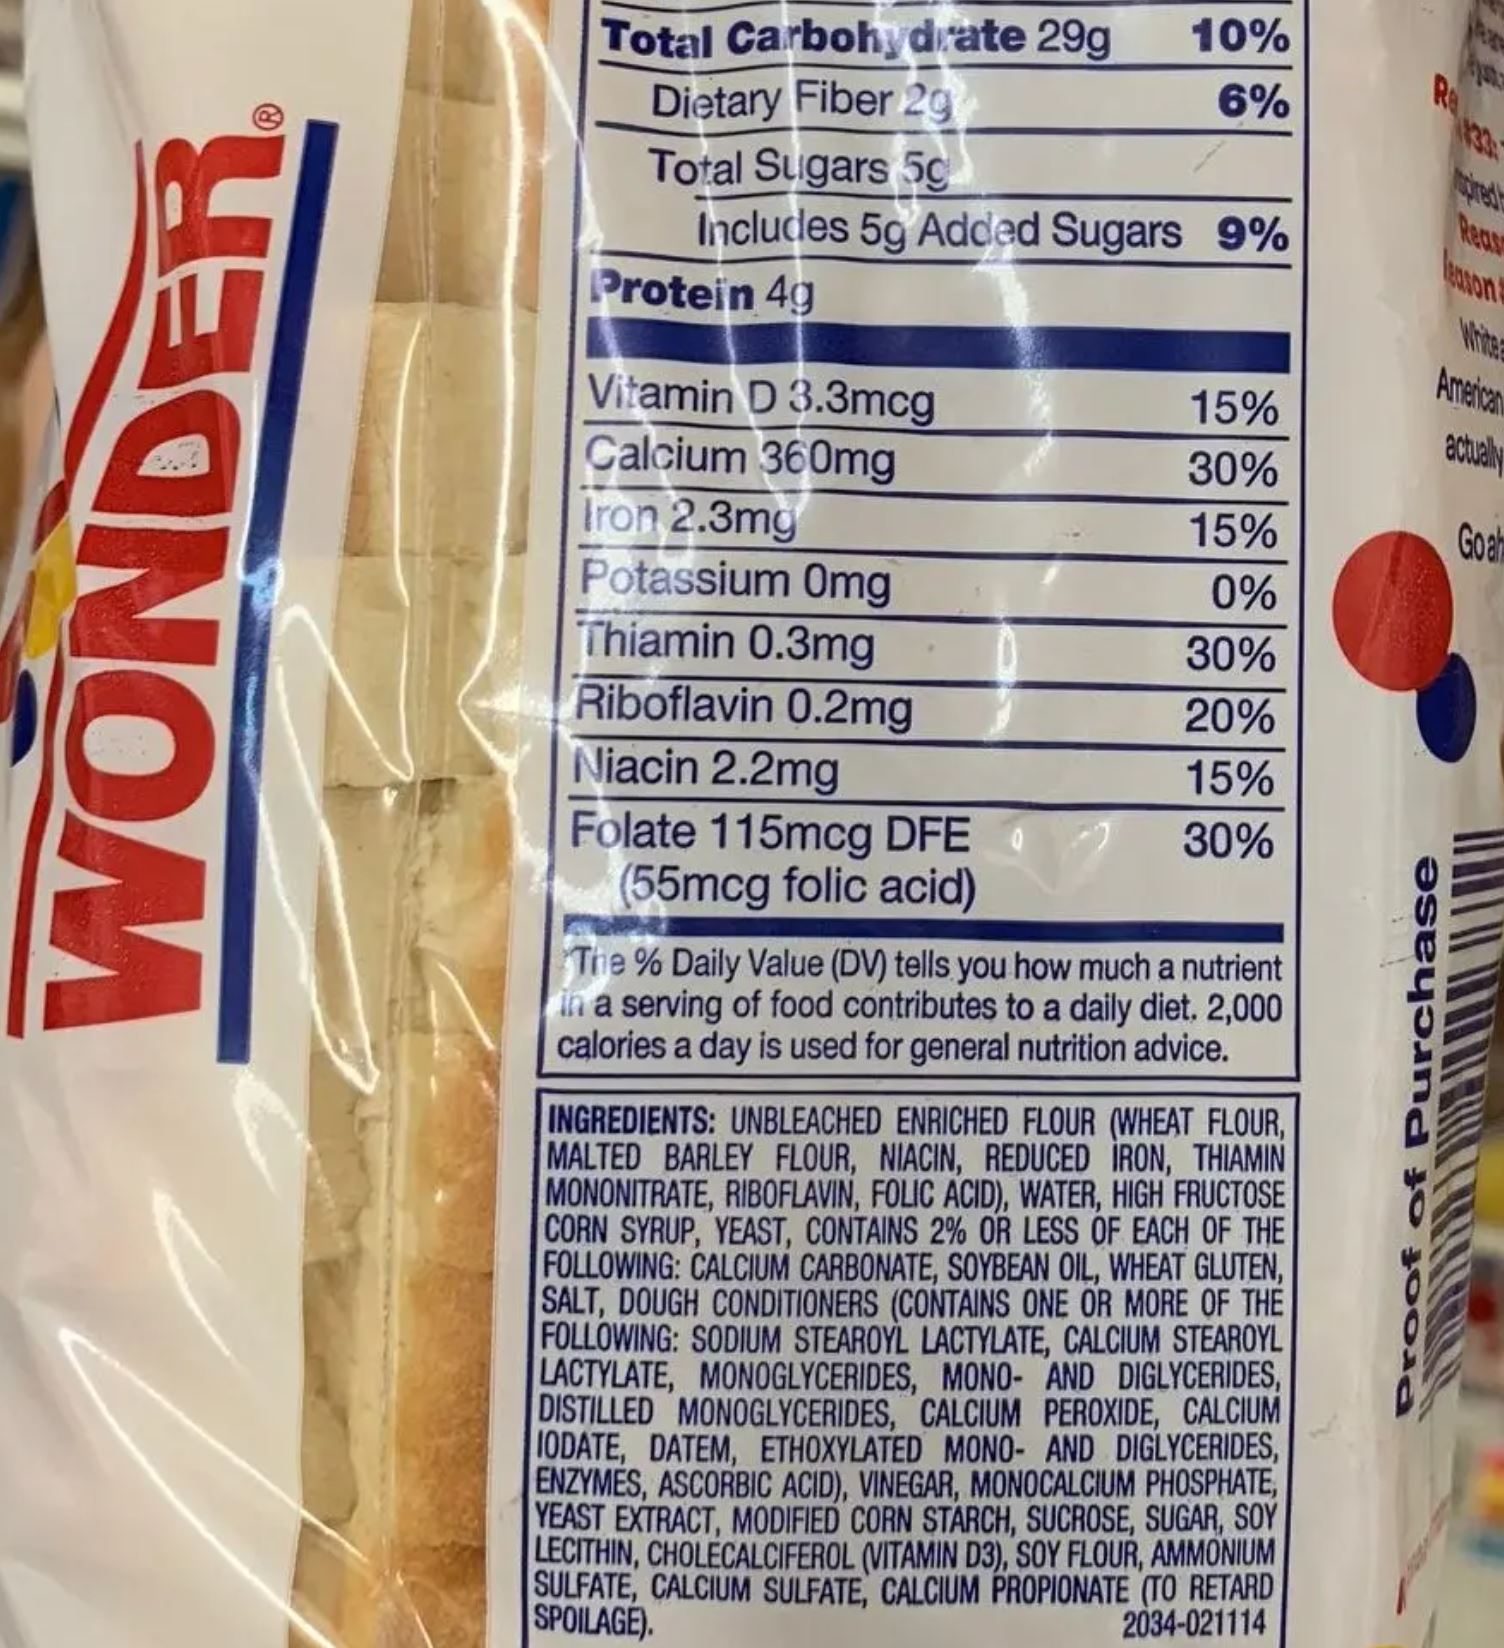 WONDER®
Total Carbohydrate 29g 10%
Dietary Fiber 2g 6%
Total Sugars 5g
Includes 5g Added Sugars 9%
Protein 4g
Vitamin D 3.3mcg 15%
Calcium 360mg 30%
Iron 2.3mg 15%
Potassium 0mg 0%
Thiamin 0.3mg 30%
Riboflavin 0.2mg 20%
Niacin 2.2mg 15%
Folate 115mcg DFE 30%
(55mcg folic acid)
*The % Daily Value (DV) tells you how much a nutrient
in a serving of food contributes to a daily diet. 2,000
calories a day is used for general nutrition advice.
INGREDIENTS: UNBLEACHED ENRICHED FLOUR (WHEAT FLOUR,
MALTED BARLEY FLOUR, NIACIN, REDUCED IRON, THIAMIN
MONONITRATE, RIBOFLAVIN, FOLIC ACID), WATER, HIGH FRUCTOSE
CORN SYRUP, YEAST, CONTAINS 2% OR LESS OF EACH OF THE
FOLLOWING: CALCIUM CARBONATE, SOYBEAN OIL, WHEAT GLUTEN,
SALT, DOUGH CONDITIONERS (CONTAINS ONE OR MORE OF THE
FOLLOWING: SODIUM STEAROYL LACTYLATE, CALCIUM STEAROYL
LACTYLATE, MONOGLYCERIDES, MONO- AND DIGLYCERIDES,
DISTILLED MONOGLYCERIDES, CALCIUM PEROXIDE, CALCIUM
IODATE, DATEM, ETHOXYLATED MONO- AND DIGLYCERIDES,
ENZYMES, ASCORBIC ACID), VINEGAR, MONOCALCIUM PHOSPHATE,
YEAST EXTRACT, MODIFIED CORN STARCH, SUCROSE, SUGAR, SOY
LECITHIN, CHOLECALCIFEROL (VITAMIN D3), SOY FLOUR, AMMONIUM
SULFATE, CALCIUM SULFATE, CALCIUM PROPIONATE (TO RETARD
SPOILAGE). 2034-021114
White
American
actually
Go
Proof of Purchase